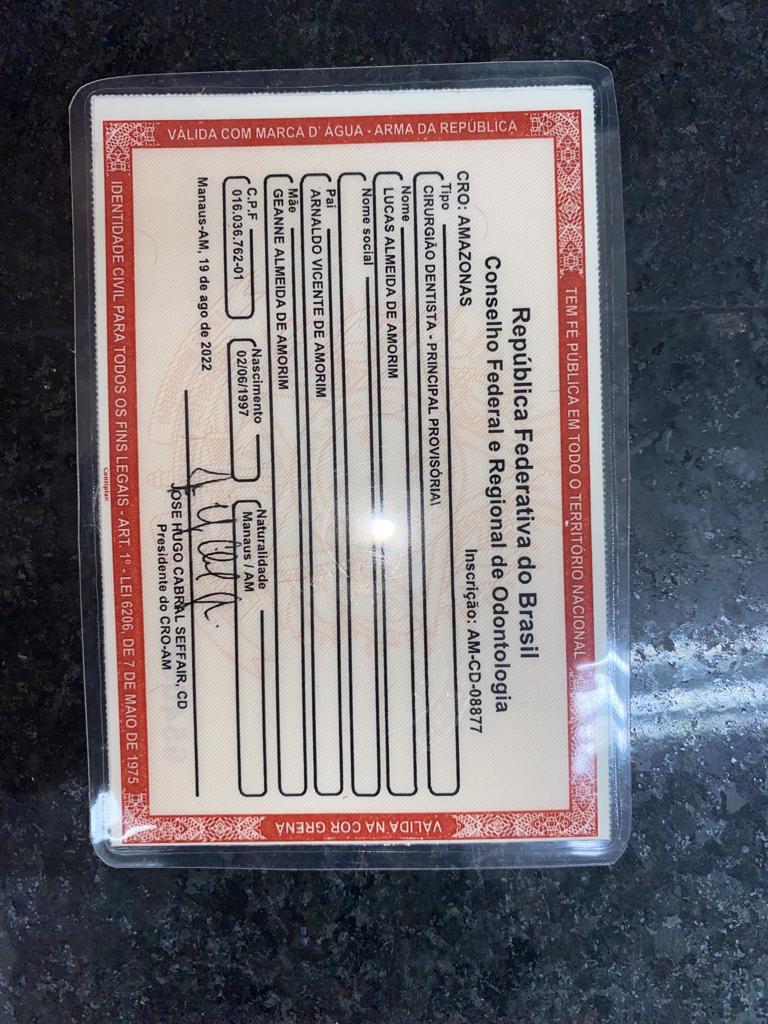 VÁLIDA COM MARCA D' ÁGUA - ARMA DA REPÚBLICA
TEM FÉ PÚBLICA EM TODO O TERRITÓRIO NACIONAL
República Federativa do Brasil
Conselho Federal e Regional de Odontologia
CRO: AMAZONAS
Inscrição: AM-CD-08877
Tipo
CIRURGIÃO DENTISTA - PRINCIPAL PROVISÓRIA\
Nome
LUCAS ALMEIDA DE AMORIM
Nome social
Pai
ARNALDO VICENTE DE AMORIM
Mãe
GEANNE ALMEIDA DE AMORIM
C.P.F
016.036.762-01
Nascimento
02/06/1997
Naturalidade
Manaus / AM
Manaus-AM, 19 de ago de 2022
JOSE HUGO CABRAL SEFFAIR, CD
Presidente do CRO-AM
VÁLIDA NA COR GRENÁ
IDENTIDADE CIVIL PARA TODOS OS FINS LEGAIS - ART. 1º - LEI 6206, DE 7 DE MAIO DE 1975
Contiplan